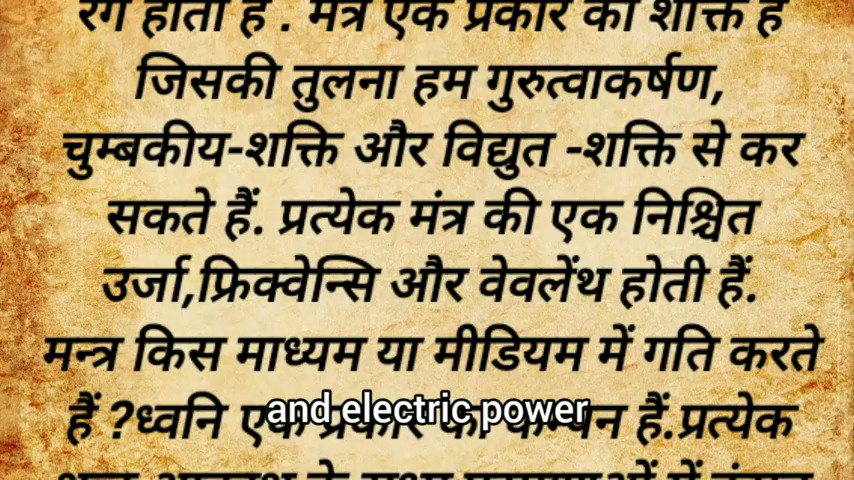 रंग होता है . मंत्र एक प्रकार की शक्ति है
जिसकी तुलना हम गुरुत्वाकर्षण,
चुम्बकीय-शक्ति और विद्युत -शक्ति से कर
सकते हैं. प्रत्येक मंत्र की एक निश्चित
उर्जा,फ्रिक्वेन्सि और वेवलेंथ होती हैं.
मन्त्र किस माध्यम या मीडियम में गति करते
हैं ?ध्वनि एक प्रकार का कम्पन हैं.प्रत्येक
and electric power